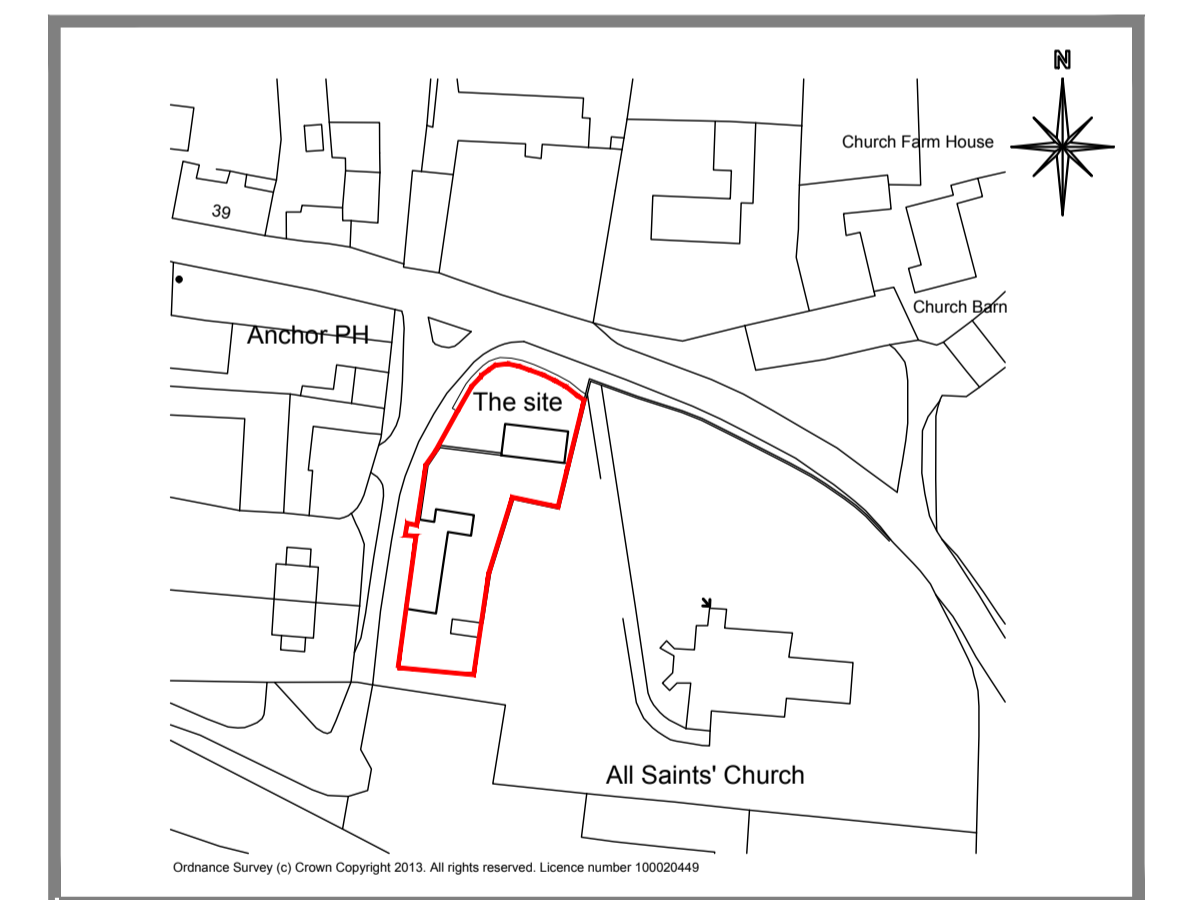 N
Church Farm House
39
Church Barn
Anchor PH
The site
All Saints' Church
Ordnance Survey (c) Crown Copyright 2013. All rights reserved. Licence number 100020449